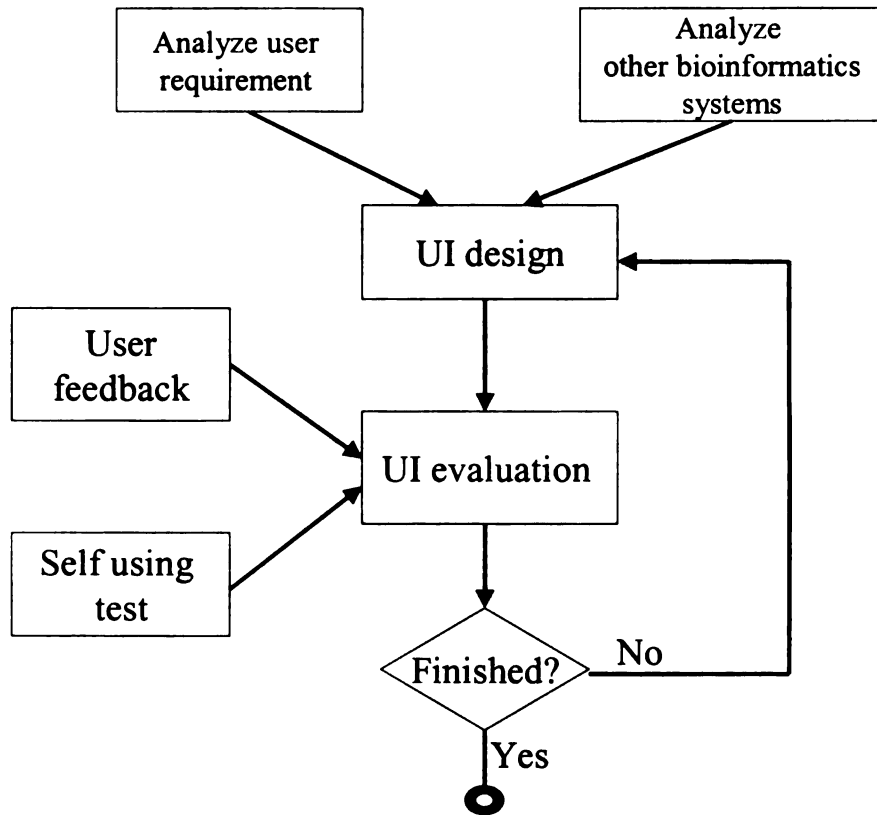 Analyze user
requirement
Analyze
other bioinformatics
systems
UI design
User
feedback
UI evaluation
Self using
test
Finished?
No
Yes